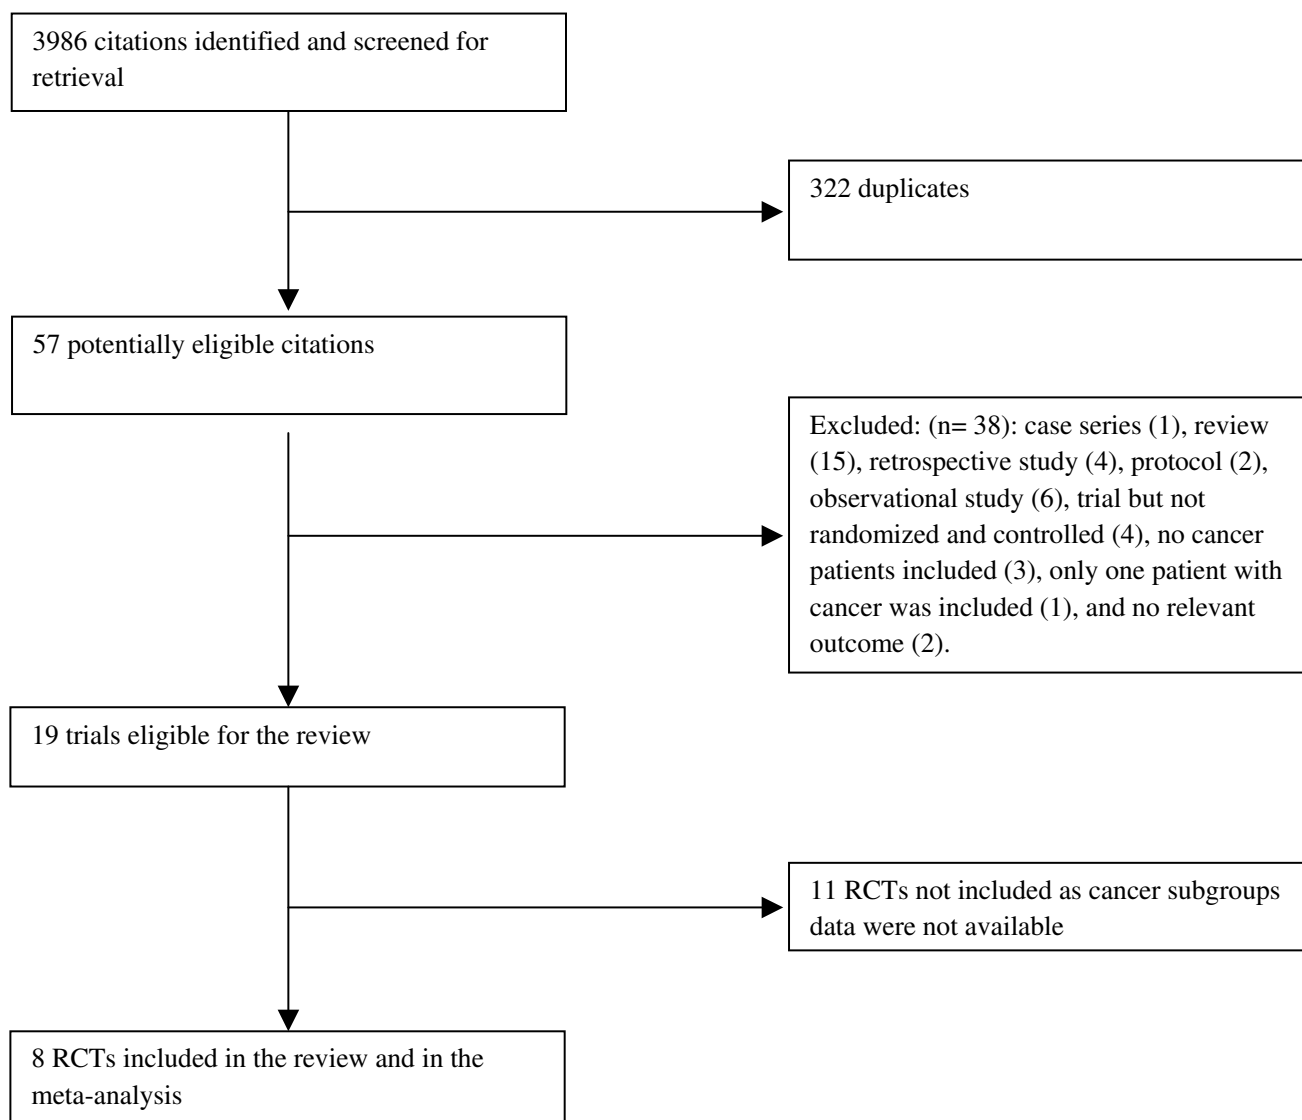 3986 citations identified and screened for
retrieval
322 duplicates
57 potentially eligible citations
Excluded: (n= 38): case series (1), review
(15), retrospective study (4), protocol (2),
observational study (6), trial but not
randomized and controlled (4), no cancer
patients included (3), only one patient with
cancer was included (1), and no relevant
outcome (2).
19 trials eligible for the review
11 RCTs not included as cancer subgroups
data were not available
8 RCTs included in the review and in the
meta-analysis